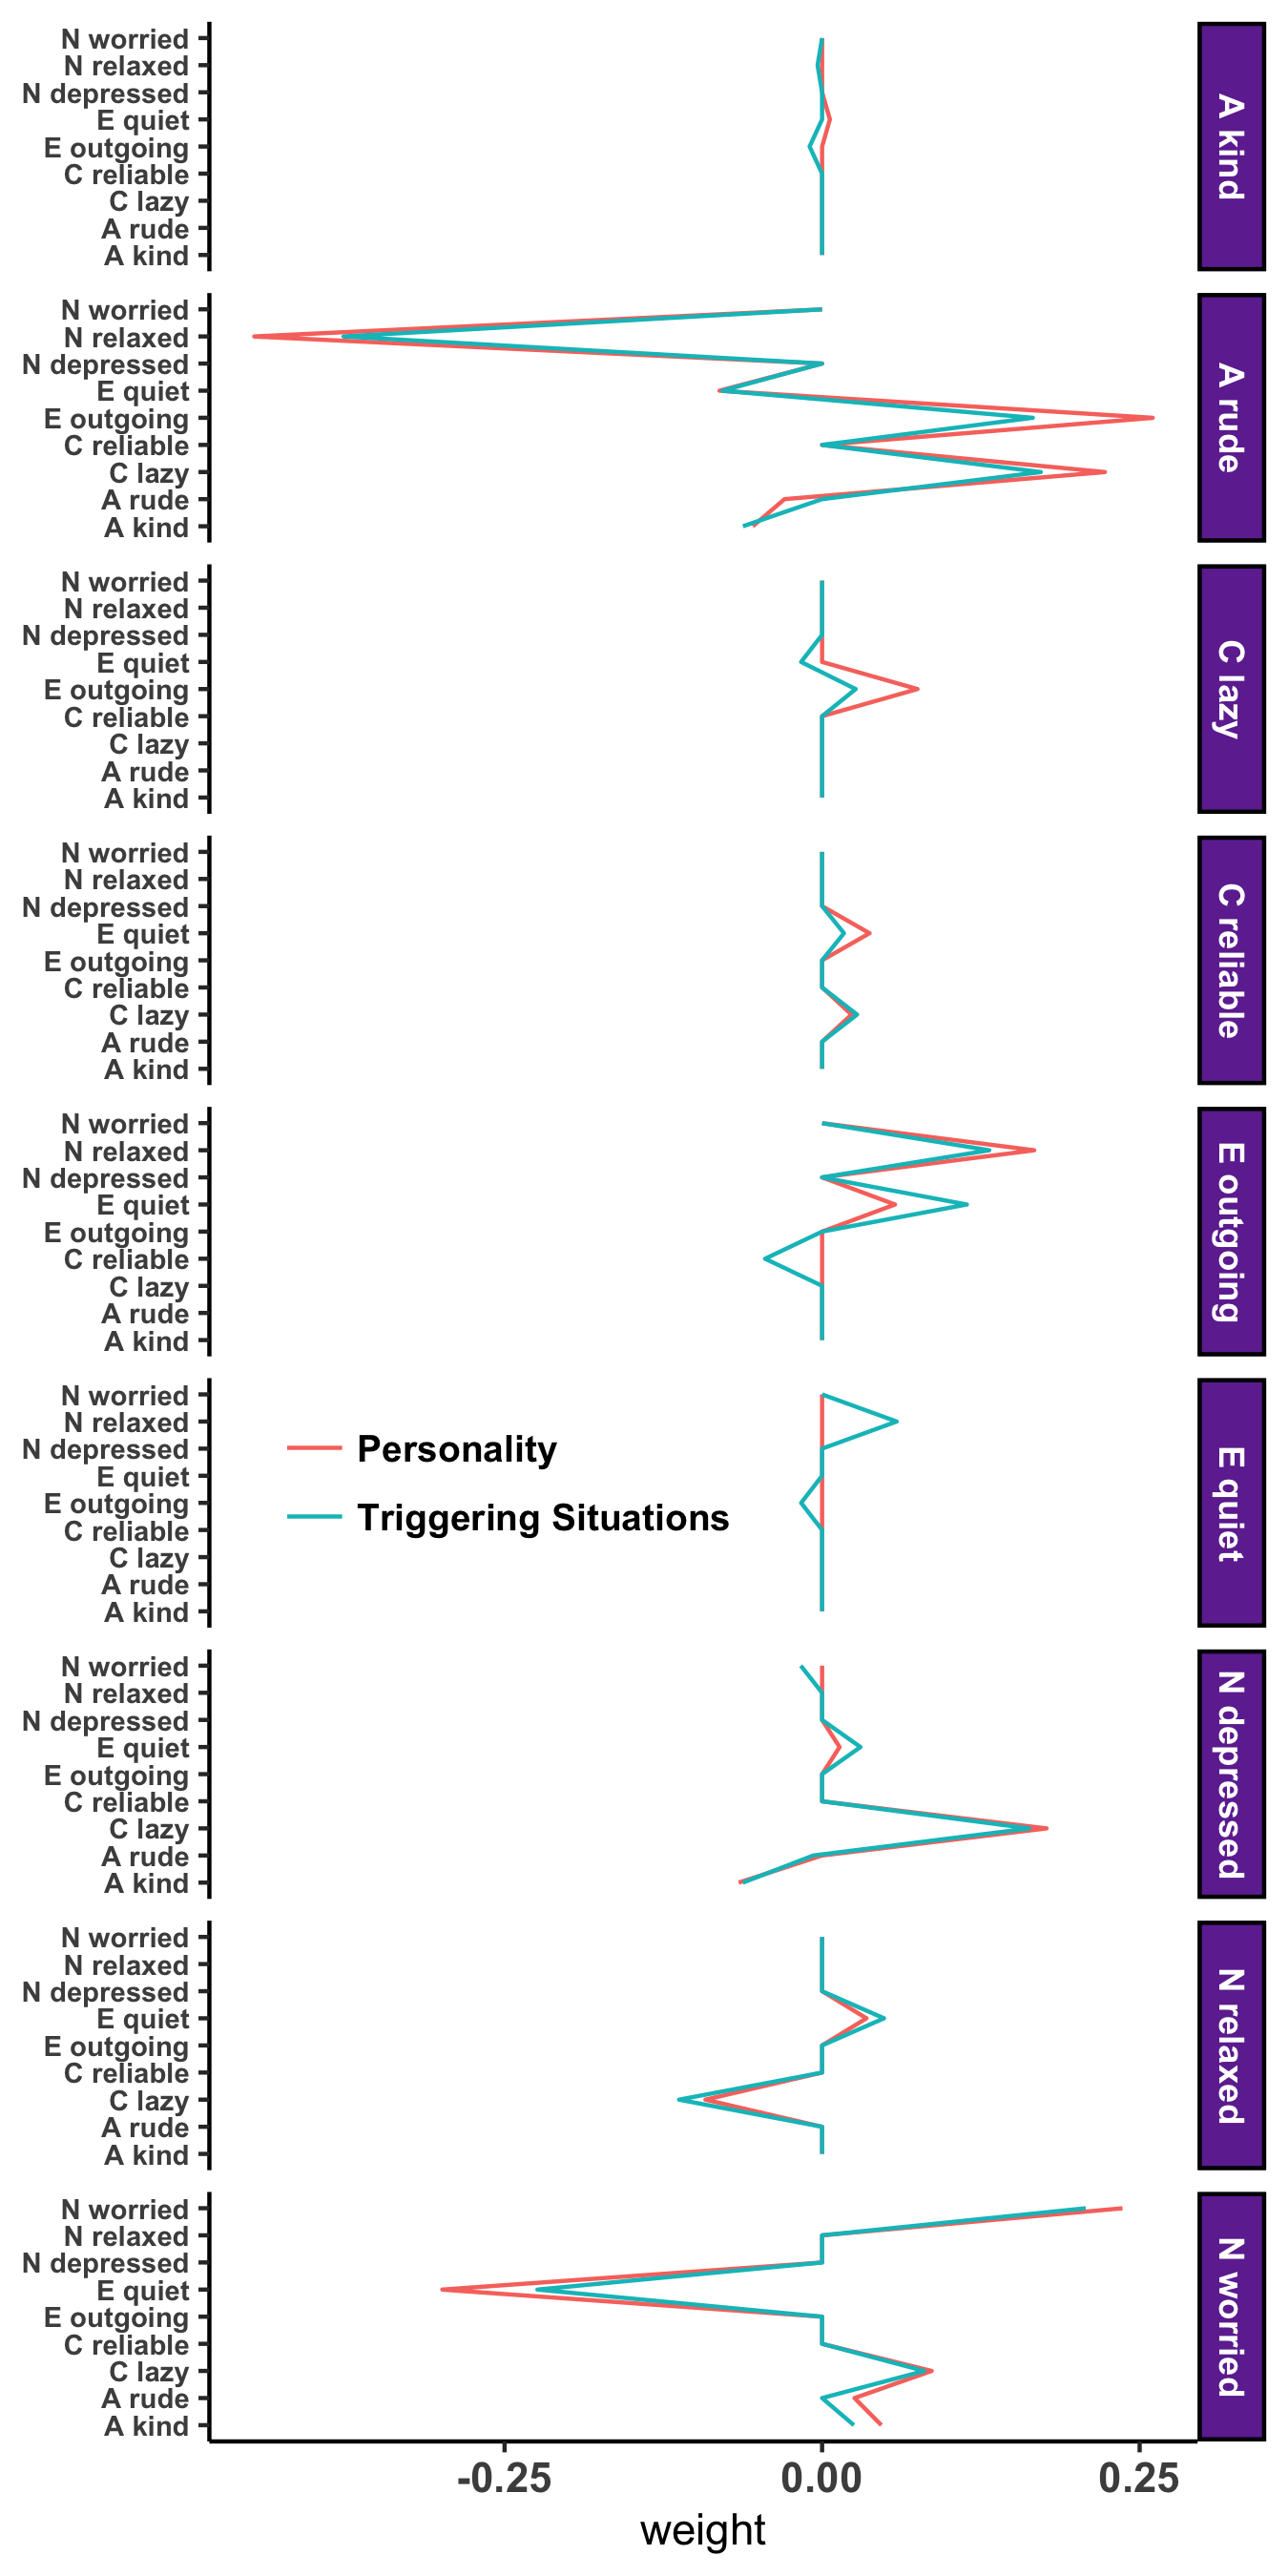 N worried
N relaxed
N depressed
E quiet
E outgoing
C reliable
C lazy
A rude
A kind
A kind
N worried
N relaxed
N depressed
E quiet
E outgoing
C reliable
C lazy
A rude
A kind
A rude
N worried
N relaxed
N depressed
E quiet
E outgoing
C reliable
C lazy
A rude
A kind
C lazy
N worried
N relaxed
N depressed
E quiet
E outgoing
C reliable
C lazy
A rude
A kind
C reliable
N worried
N relaxed
N depressed
E quiet
E outgoing
C reliable
C lazy
A rude
A kind
E outgoing
N worried
N relaxed
N depressed
E quiet
E outgoing
C reliable
C lazy
A rude
A kind
Personality
Triggering Situations
E quiet
N worried
N relaxed
N depressed
E quiet
E outgoing
C reliable
C lazy
A rude
A kind
N depressed
N worried
N relaxed
N depressed
E quiet
E outgoing
C reliable
C lazy
A rude
A kind
N relaxed
N worried
N relaxed
N depressed
E quiet
E outgoing
C reliable
C lazy
A rude
A kind
N worried
-0.25 0.00 0.25
weight